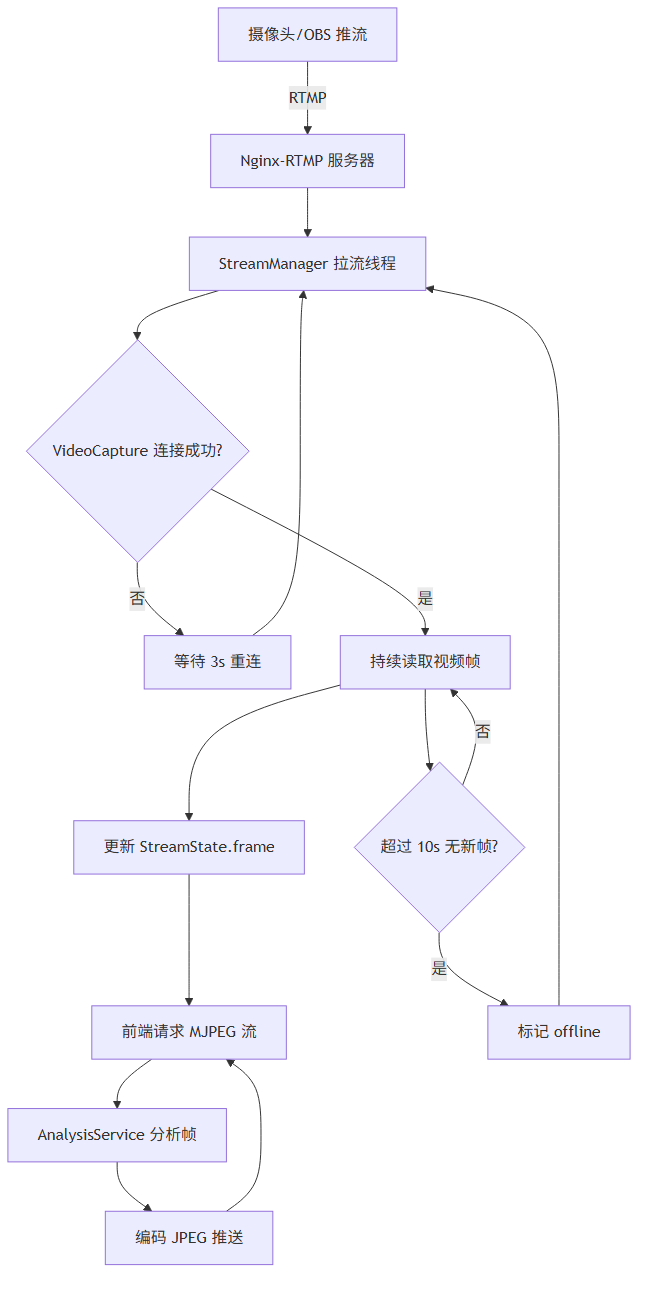 摄像头/OBS 推流
RTMP
Nginx-RTMP 服务器
StreamManager 拉流线程
VideoCapture 连接成功?
否
是
等待 3s 重连
持续读取视频帧
否
更新 StreamState.frame
超过 10s 无新帧?
是
前端请求 MJPEG 流
标记 offline
AnalysisService 分析帧
编码 JPEG 推送